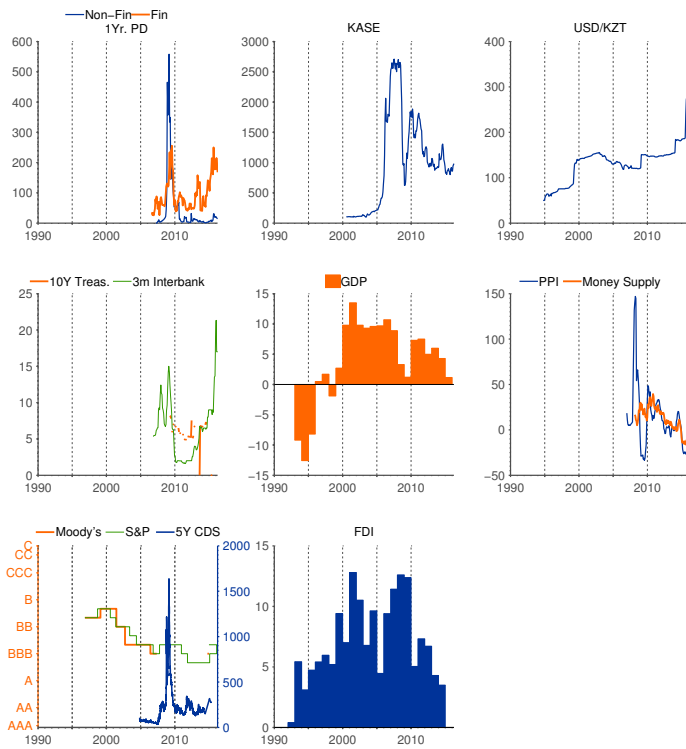 Non−Fin Fin
1Yr. PD
600
500
400
300
200
100
0
1990 2000 2010
KASE
3000
2500
2000
1500
1000
500
0
1990 2000 2010
USD/KZT
400
300
200
100
0
1990 2000 2010
10Y Treas. 3m Interbank
25
20
15
10
5
0
1990 2000 2010
GDP
15
10
5
0
−5
−10
−15
1990 2000 2010
PPI Money Supply
150
100
50
0
−50
1990 2000 2010
Moody's S&P 5Y CDS
C
CC
CCC
B
BB
BBB
A
AA
AAA
2000
1500
1000
500
0
1990 2000 2010
FDI
15
10
5
0
1990 2000 2010